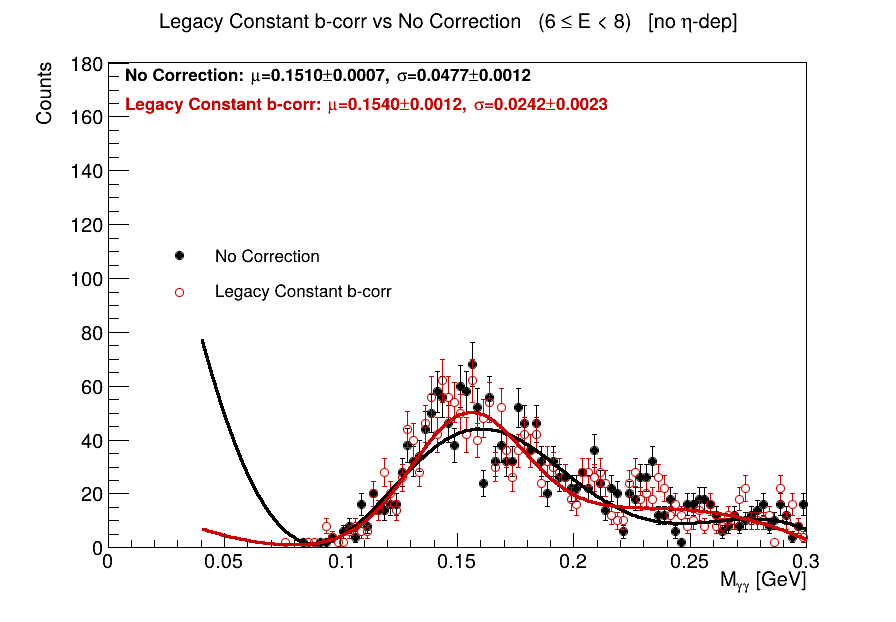 Legacy Constant b-corr vs No Correction (6 ≤ E < 8) [no η-dep]
Counts
No Correction: μ=0.1510±0.0007, σ=0.0477±0.0012
Legacy Constant b-corr: μ=0.1540±0.0012, σ=0.0242±0.0023
No Correction
Legacy Constant b-corr
180
160
140
120
100
80
60
40
20
0
0 0.05 0.1 0.15 0.2 0.25 0.3
Mγγ [GeV]